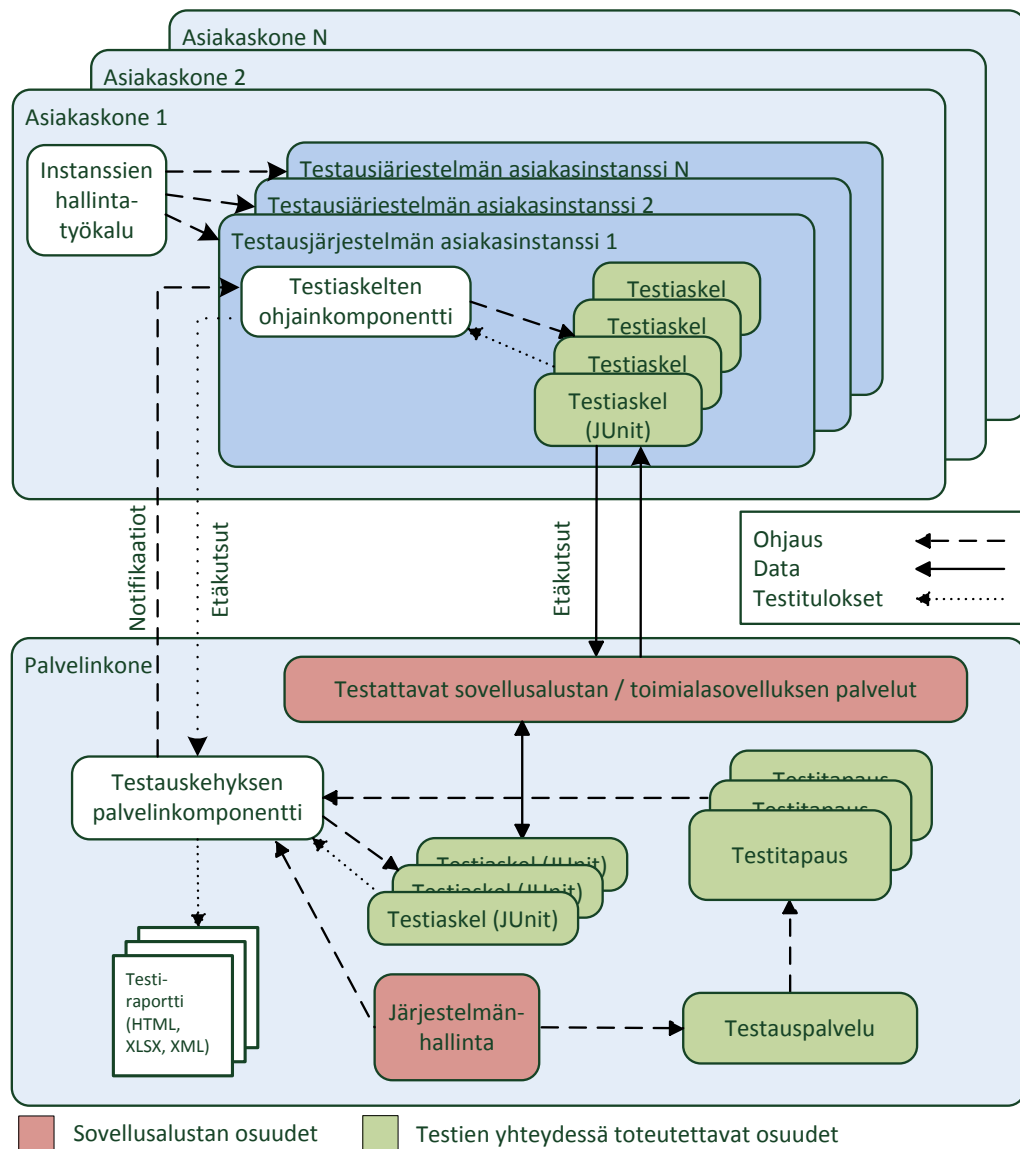 Asiakaskone N
Asiakaskone 2
Asiakaskone 1
Instanssien
hallinta-
työkalu
Testausjärjestelmän asiakasinstanssi N
Testausjärjestelmän asiakasinstanssi 2
Testausjärjestelmän asiakasinstanssi 1
Testiaskelten
ohjainkomponentti
Testiaskel
Testiaskel
Testiaskel
Testiaskel
(JUnit)
Notifikaatiot
Etäkutsut
Etäkutsut
Ohjaus
Data
Testitulokset
Palvelinkone
Testattavat sovellusalustan / toimialasovelluksen palvelut
Testauskehyksen
palvelinkomponentti
Testitapaus
Testitapaus
Testitapaus
Testiaskel (JUnit)
Testiaskel (JUnit)
Testiaskel (JUnit)
Testi-
raportti
(HTML,
XLSX, XML)
Järjestelmän-
hallinta
Testauspalvelu
Sovellusalustan osuudet
Testien yhteydessä toteutettavat osuudet